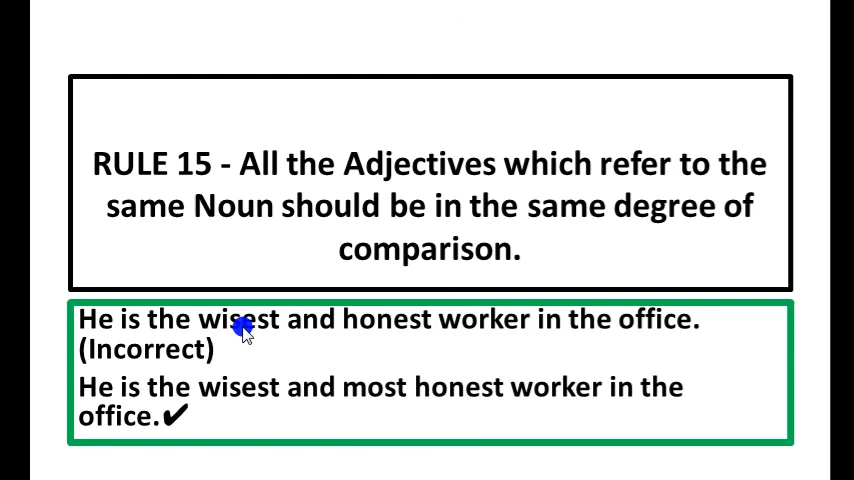 RULE 15 - All the Adjectives which refer to the
same Noun should be in the same degree of
comparison.
He is the wisest and honest worker in the office.
(Incorrect)
He is the wisest and most honest worker in the
office.✔